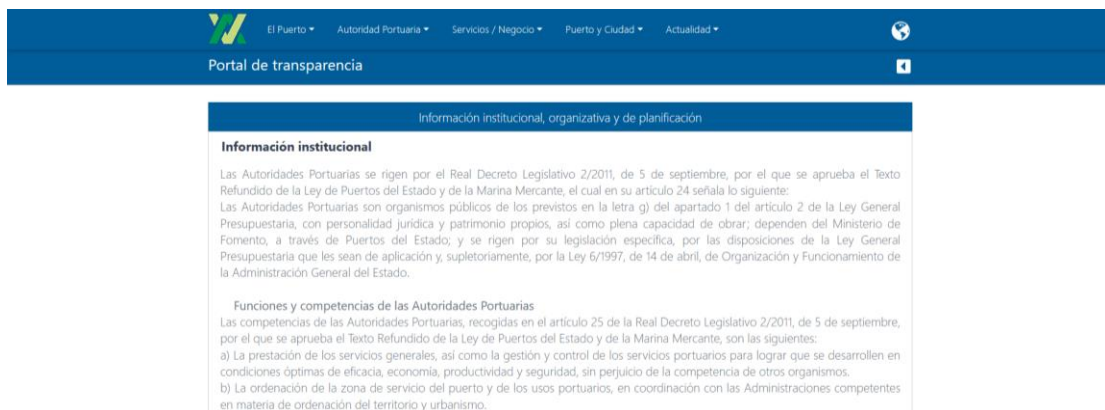 El Puerto Autoridad Portuaria Servicios / Negocio Puerto y Ciudad Actualidad
Portal de transparencia
Información institucional, organizativa y de planificación
Información institucional
Las Autoridades Portuarias se rigen por el Real Decreto Legislativo 2/2011, de 5 de septiembre, por el que se aprueba el Texto
Refundido de la Ley de Puertos del Estado y de la Marina Mercante, el cual en su artículo 24 señala lo siguiente:
Las Autoridades Portuarias son organismos públicos de los previstos en la letra g) del apartado 1 del artículo 2 de la Ley General
Presupuestaria, con personalidad jurídica y patrimonio propios, así como plena capacidad de obrar; dependen del Ministerio de
Fomento, a través de Puertos del Estado; y se rigen por su legislación específica, por las disposiciones de la Ley General
Presupuestaria que les sean de aplicación y, supletoriamente, por la Ley 6/1997, de 14 de abril, de Organización y Funcionamiento de
la Administración General del Estado.
Funciones y competencias de las Autoridades Portuarias
Las competencias de las Autoridades Portuarias, recogidas en el artículo 25 de la Real Decreto Legislativo 2/2011, de 5 de septiembre,
por el que se aprueba el Texto Refundido de la Ley de Puertos del Estado y de la Marina Mercante, son las siguientes:
a) La prestación de los servicios generales, así como la gestión y control de los servicios portuarios para lograr que se desarrollen en
condiciones óptimas de eficacia, economía, productividad y seguridad, sin perjuicio de la competencia de otros organismos.
b) La ordenación de la zona de servicio del puerto y de los usos portuarios, en coordinación con las Administraciones competentes
en materia de ordenación del territorio y urbanismo.